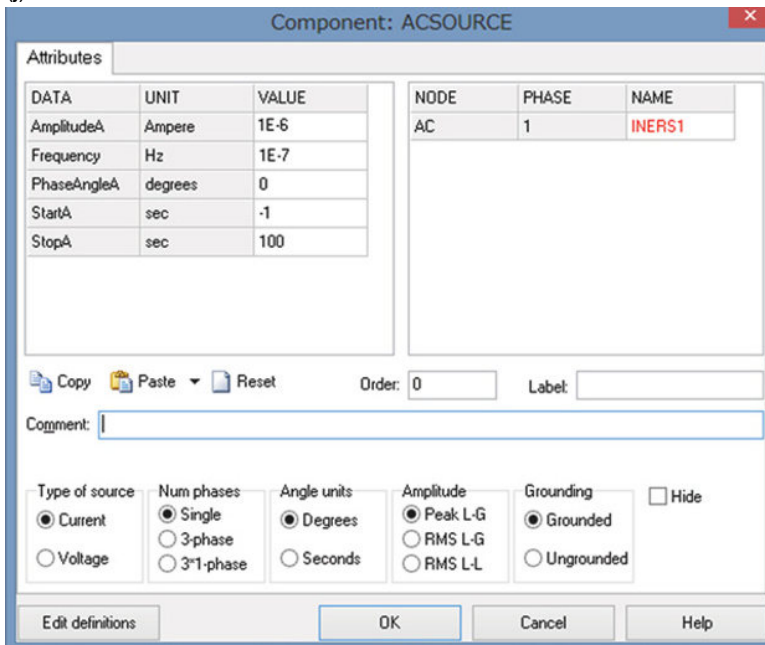 Component: ACSOURCE
Attributes
DATA UNIT VALUE NODE PHASE NAME
AmplitudeA Ampere 1E-6 AC 1 INERS1
Frequency Hz 1E-7
PhaseAngleA degrees 0
StartA sec -1
StopA sec 100
Copy Paste Reset Order: 0 Label:
Comment:
Type of source Num phases Angle units Amplitude Grounding Hide
Current Single Degrees Peak L-G Grounded
3-phase RMS L-G
Voltage 3*1-phase Seconds RMS L-L Ungrounded
Edit definitions OK Cancel Help